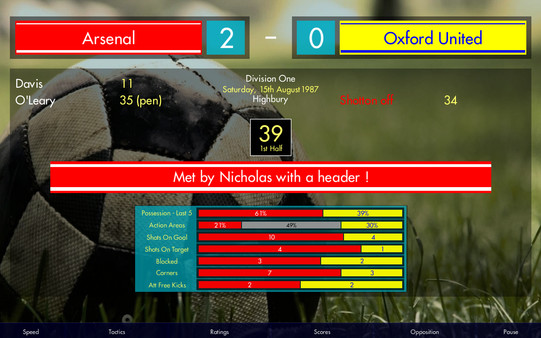 Arsenal 2 - 0 Oxford United
Division One
Saturday, 15th August 1987
Highbury
Davis 11
O'Leary 35 (pen)
Shotton off 34
39
1st Half
Met by Nicholas with a header !
Possession - Last 5 61% 39%
Action Areas 21% 49% 30%
Shots On Goal 10 4
Shots On Target 4 1
Blocked 3 2
Corners 7 3
Att Free Kicks 2 2
Speed Tactics Ratings Scores Opposition Pause